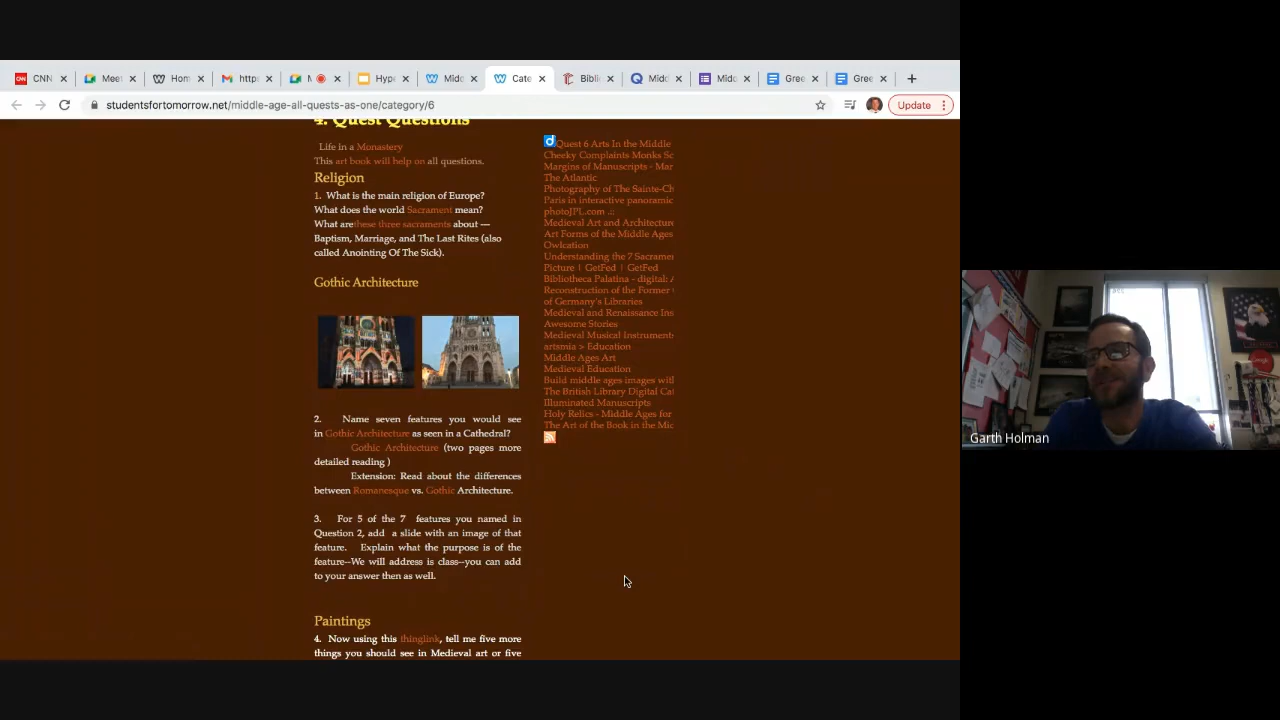 CNN
Meet
Hom
http:
M
Hype
Midd
Cate
Biblio
Midd
Midd
Gree
Gree
studentsfortomorrow.net/middle-age-all-quests-as-one/category/6
Update
4. Quest Questions
Life in a Monastery
This art book will help on all questions.
Religion
1. What is the main religion of Europe?
What does the world Sacrament mean?
What are these three sacraments about —
Baptism, Marriage, and The Last Rites (also
called Anointing Of The Sick).
Gothic Architecture
2. Name seven features you would see
in Gothic Architecture as seen in a Cathedral?
Gothic Architecture (two pages more
detailed reading )
Extension: Read about the differences
between Romanesque vs. Gothic Architecture.
3. For 5 of the 7 features you named in
Question 2, add a slide with an image of that
feature. Explain what the purpose is of the
feature--We will address is class--you can add
to your answer then as well.
Paintings
4. Now using this thinglink, tell me five more
things you should see in Medieval art or five
Quest 6 Arts In the Middle
Cheeky Complaints Monks Sc
Margins of Manuscripts - Mar
The Atlantic
Photography of The Sainte-Ch
Paris in interactive panoramic
photoJPL.com .::
Medieval Art and Architecture
Art Forms of the Middle Ages
Owlcation
Understanding the 7 Sacramen
Picture | GetFed | GetFed
Bibliotheca Palatina - digital: A
Reconstruction of the Former
of Germany's Libraries
Medieval and Renaissance Ins
Awesome Stories
Medieval Musical Instruments
artsmia > Education
Middle Ages Art
Medieval Education
Build middle ages images with
The British Library Digital Cat
Illuminated Manuscripts
Holy Relics - Middle Ages for
The Art of the Book in the Mid
Garth Holman